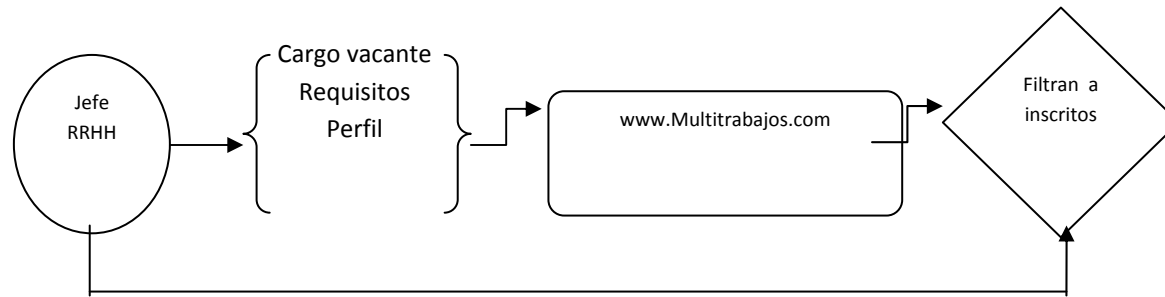 Jefe
RRHH
Cargo vacante
Requisitos
Perfil
www.Multitrabajos.com
Filtran a
inscritos